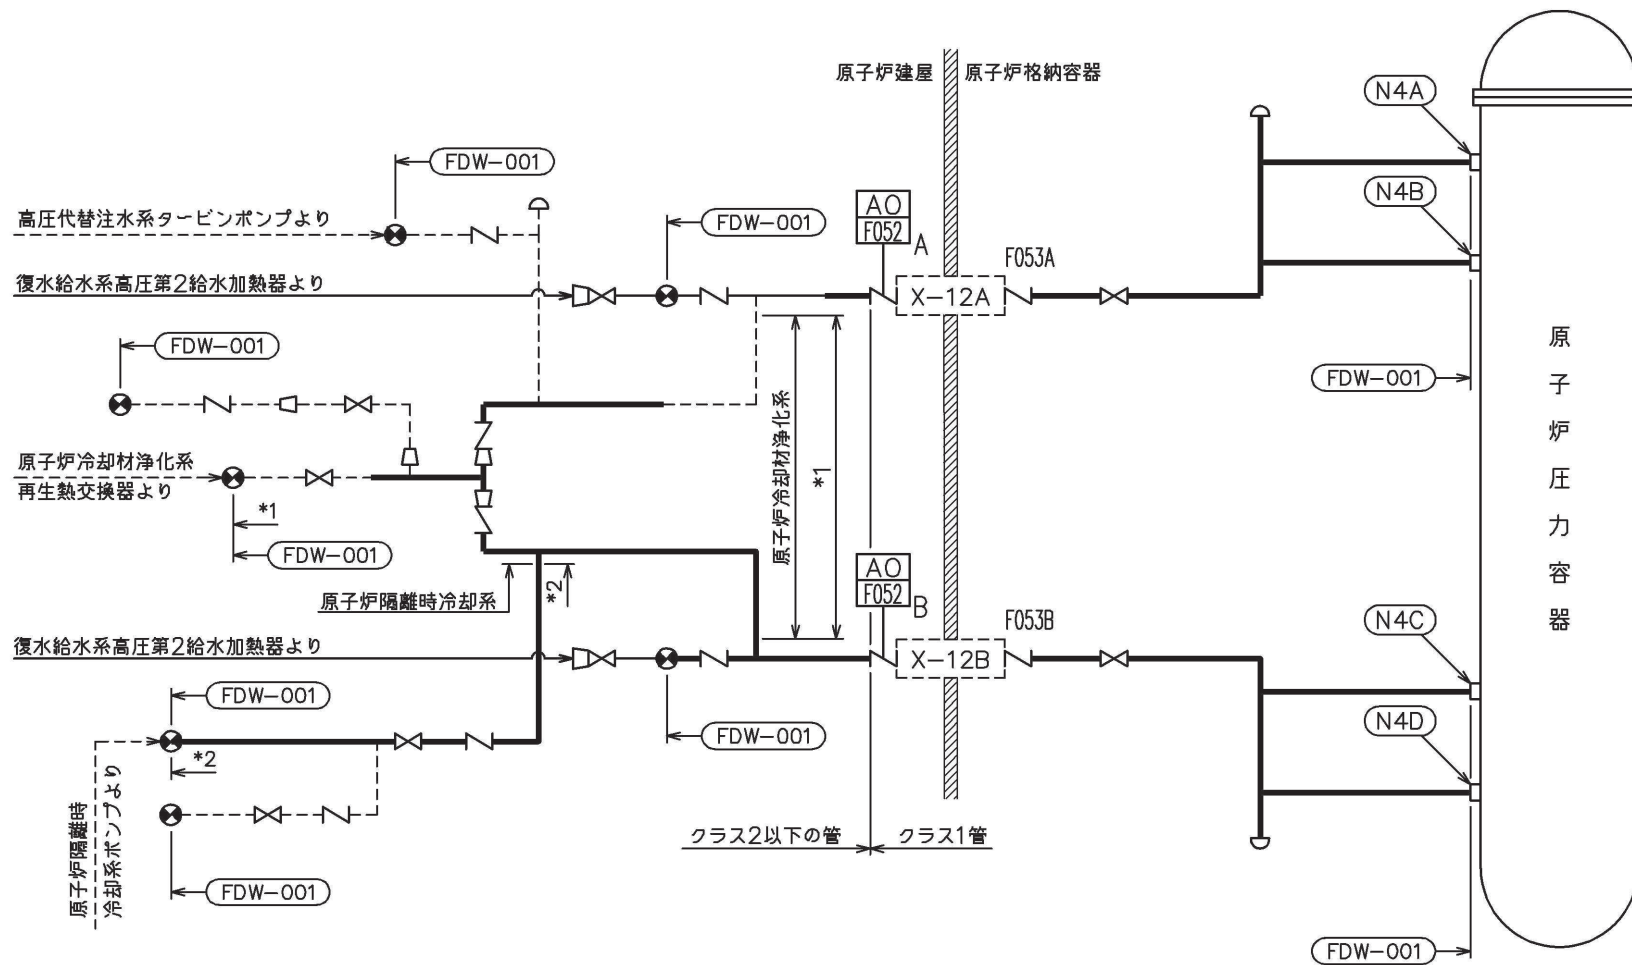 原子炉建屋
原子炉格納容器
N4A
FDW-001
高圧代替注水系タービンポンプより
FDW-001
AO
F052
A
N4B
復水給水系高圧第2給水加熱器より
X-12A
F053A
FDW-001
FDW-001
原子炉圧力容器
原子炉冷却材浄化系
再生熱交換器より
*1
FDW-001
原子炉冷却材浄化系
*1
原子炉隔離時冷却系
*2
AO
F052
B
復水給水系高圧第2給水加熱器より
X-12B
F053B
N4C
FDW-001
FDW-001
N4D
*2
原子炉隔離時
冷却系ポンプより
クラス2以下の管
クラス1管
FDW-001
FDW-001